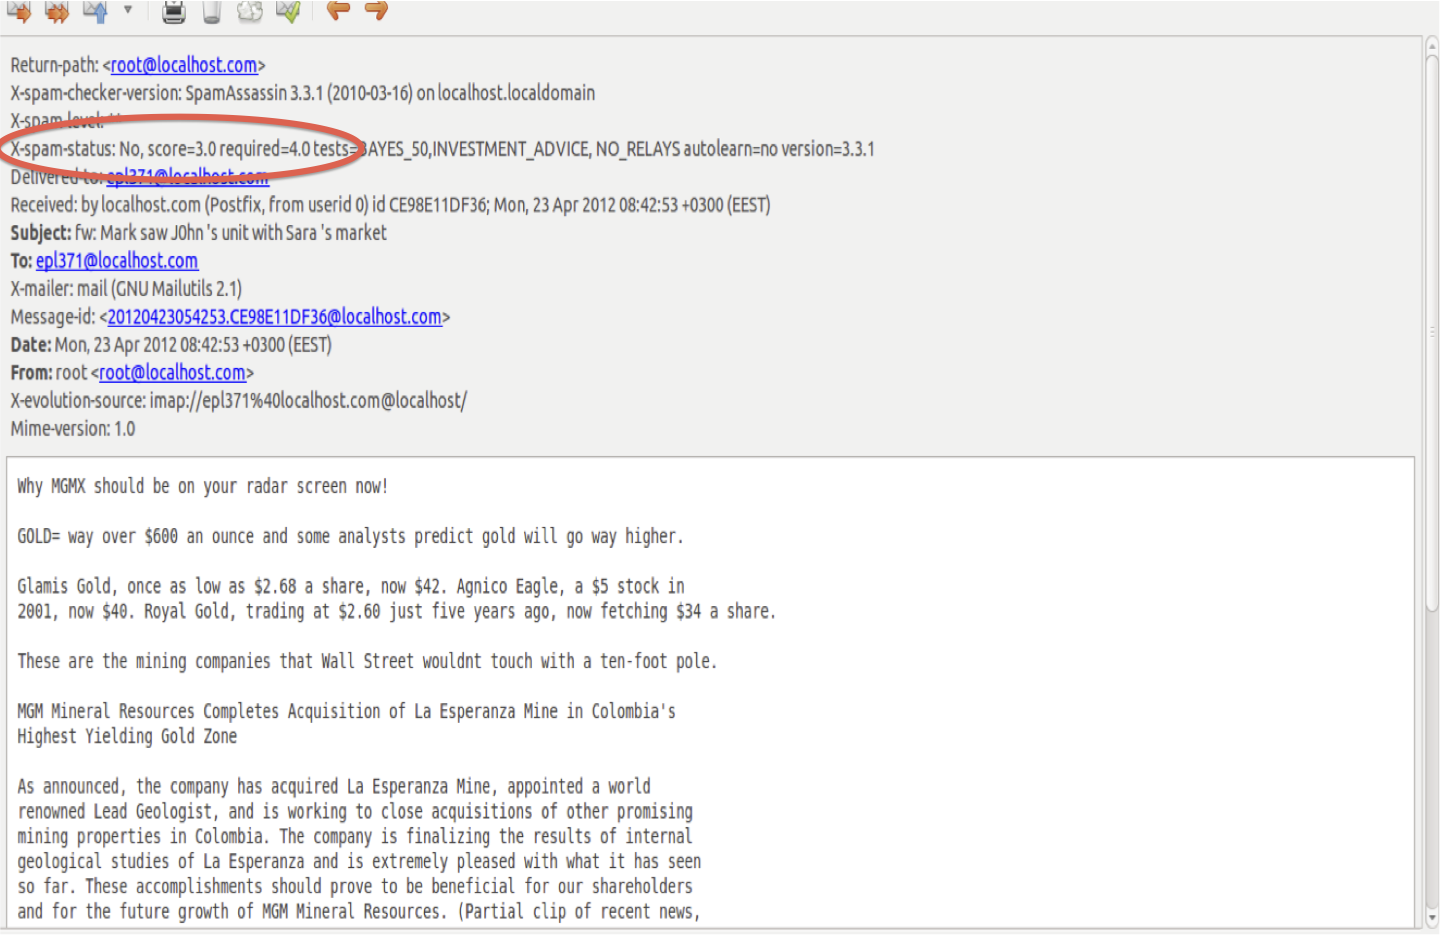 Return-path: <root@localhost.com>
X-spam-checker-version: SpamAssassin 3.3.1 (2010-03-16) on localhost.localdomain
X-spam-level:
X-spam-status: No, score=3.0 required=4.0 tests=BAYES_50,INVESTMENT_ADVICE, NO_RELAYS autolearn=no version=3.3.1
Delivered-to: epl371@localhost.com
Received: by localhost.com (Postfix, from userid 0) id CE98E11DF36; Mon, 23 Apr 2012 08:42:53 +0300 (EEST)
Subject: fw: Mark saw J0hn 's unit with Sara 's market
To: epl371@localhost.com
X-mailer: mail (GNU Mailutils 2.1)
Message-id: <20120423054253.CE98E11DF36@localhost.com>
Date: Mon, 23 Apr 2012 08:42:53 +0300 (EEST)
From: root <root@localhost.com>
X-evolution-source: imap://epl371%40localhost.com@localhost/
Mime-version: 1.0
Why MGMX should be on your radar screen now!
GOLD= way over $600 an ounce and some analysts predict gold will go way higher.
Glamis Gold, once as low as $2.68 a share, now $42. Agnico Eagle, a $5 stock in
2001, now $40. Royal Gold, trading at $2.60 just five years ago, now fetching $34 a share.
These are the mining companies that Wall Street wouldnt touch with a ten-foot pole.
MGM Mineral Resources Completes Acquisition of La Esperanza Mine in Colombia's
Highest Yielding Gold Zone
As announced, the company has acquired La Esperanza Mine, appointed a world
renowned Lead Geologist, and is working to close acquisitions of other promising
mining properties in Colombia. The company is finalizing the results of internal
geological studies of La Esperanza and is extremely pleased with what it has seen
so far. These accomplishments should prove to be beneficial for our shareholders
and for the future growth of MGM Mineral Resources. (Partial clip of recent news,